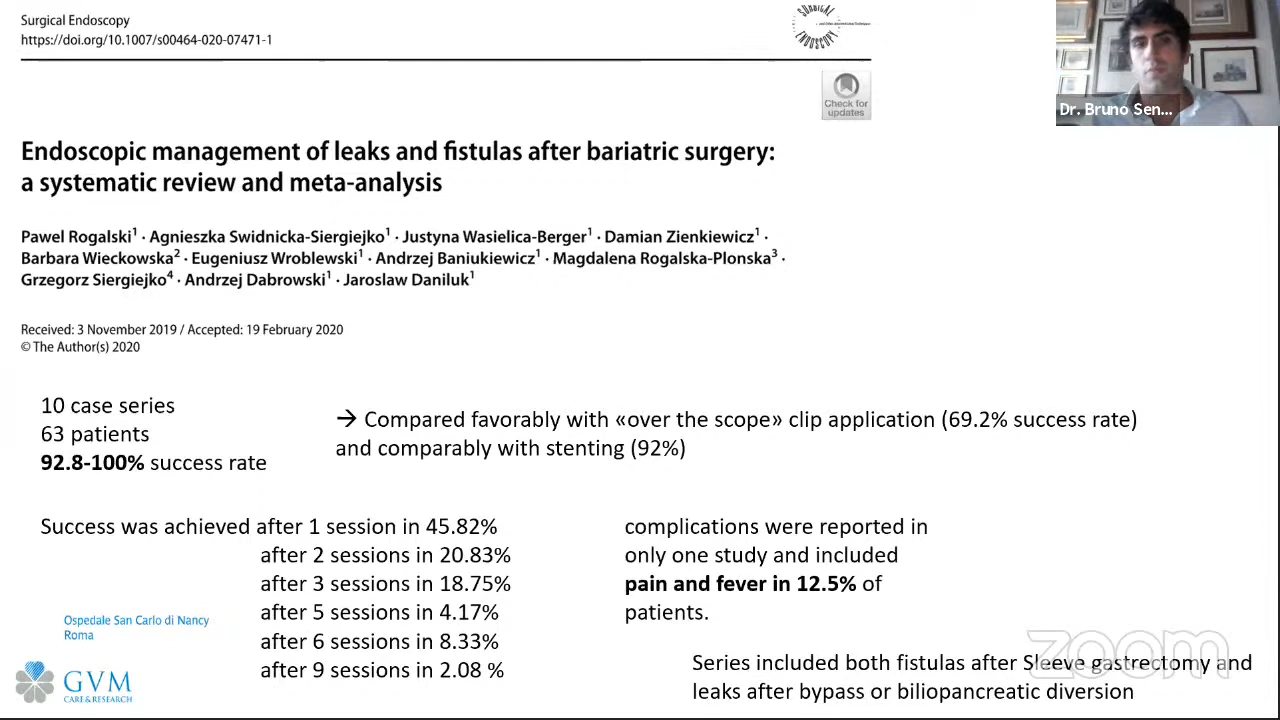 Surgical Endoscopy
https://doi.org/10.1007/s00464-020-07471-1
SURGICAL
ENDOSCOPY
Check for
updates
Dr. Bruno Sen...
Endoscopic management of leaks and fistulas after bariatric surgery:
a systematic review and meta-analysis
Pawel Rogalski¹ · Agnieszka Swidnicka-Siergiejko¹ · Justyna Wasielica-Berger¹ · Damian Zienkiewicz¹ ·
Barbara Wieckowska² · Eugeniusz Wroblewski¹ · Andrzej Baniukiewicz¹ · Magdalena Rogalska-Plonska³ ·
Grzegorz Siergiejko⁴ · Andrzej Dabrowski¹ · Jaroslaw Daniluk¹
Received: 3 November 2019 / Accepted: 19 February 2020
© The Author(s) 2020
10 case series
63 patients
92.8-100% success rate
→ Compared favorably with «over the scope» clip application (69.2% success rate)
and comparably with stenting (92%)
Success was achieved after 1 session in 45.82%
after 2 sessions in 20.83%
after 3 sessions in 18.75%
after 5 sessions in 4.17%
after 6 sessions in 8.33%
after 9 sessions in 2.08 %
complications were reported in
only one study and included
pain and fever in 12.5% of
patients.
Series included both fistulas after Sleeve gastrectomy and
leaks after bypass or biliopancreatic diversion
Ospedale San Carlo di Nancy
Roma
GVM
CARE & RESEARCH
zoom